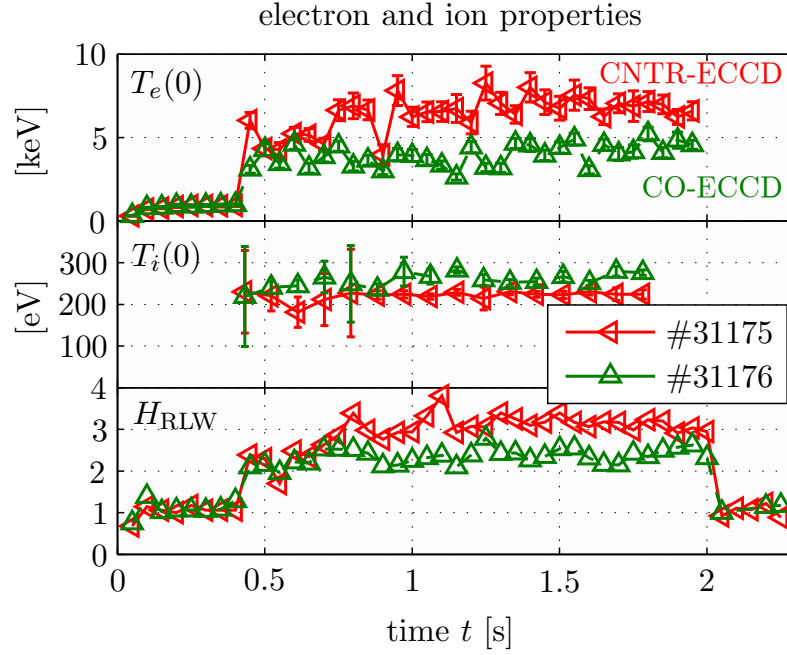 electron and ion properties
10
5
0
[keV]
T_e(0)
CNTR-ECCD
CO-ECCD
300
200
100
[eV]
T_i(0)
#31175
#31176
4
3
2
1
0
H_RLW
0 0.5 1 1.5 2
time t [s]